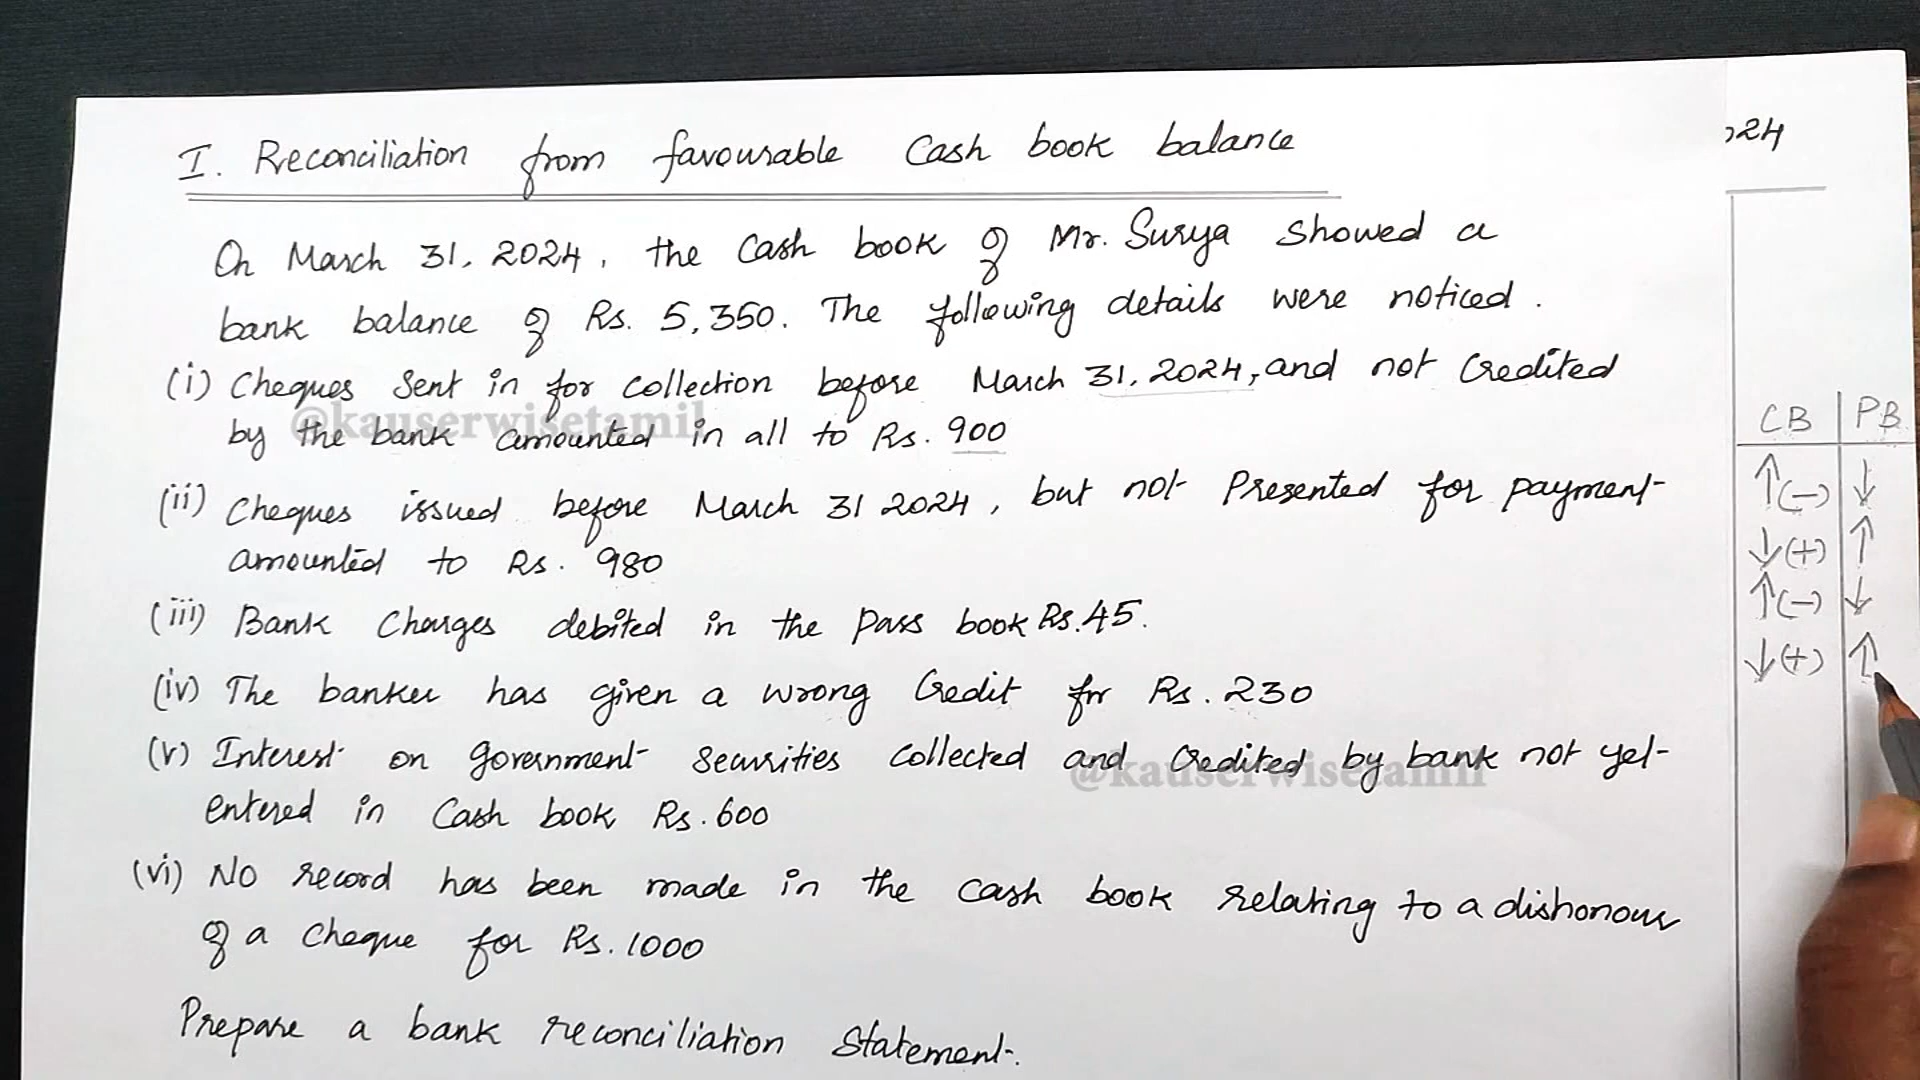 I. Reconciliation from favourable Cash book balance
On March 31, 2024, the Cash book of Mr. Surya showed a
bank balance of Rs. 5,350. The following details were noticed.
(i) Cheques sent in for collection before March 31, 2024, and not credited
by the bank amounted in all to Rs. 900
@kauserwisetamil
(ii) Cheques issued before March 31 2024, but not Presented for payment
amounted to Rs. 980
(iii) Bank Charges debited in the pass book Rs.45.
(iv) The banker has given a wrong Credit for Rs. 230
(v) Interest on government securities collected and credited by bank not yet
@kauserwisetamil
entered in Cash book Rs. 600
(vi) No record has been made in the cash book relating to a dishonour
of a cheque for Rs. 1000
Prepare a bank reconciliation statement.
024
CB PB
↑(-) ↓
↓(+) ↑
↑(-) ↓
↓(+) ↑